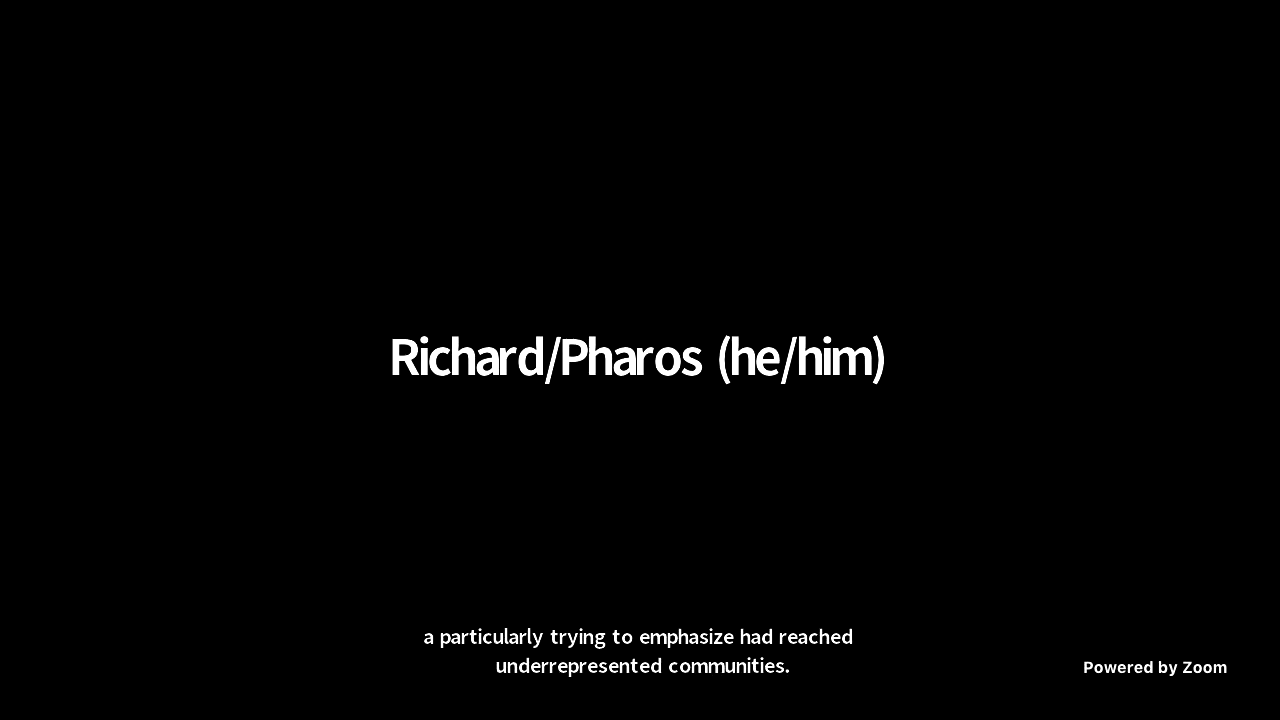 Richard/Pharos (he/him)
a particularly trying to emphasize had reached
underrepresented communities.
Powered by Zoom